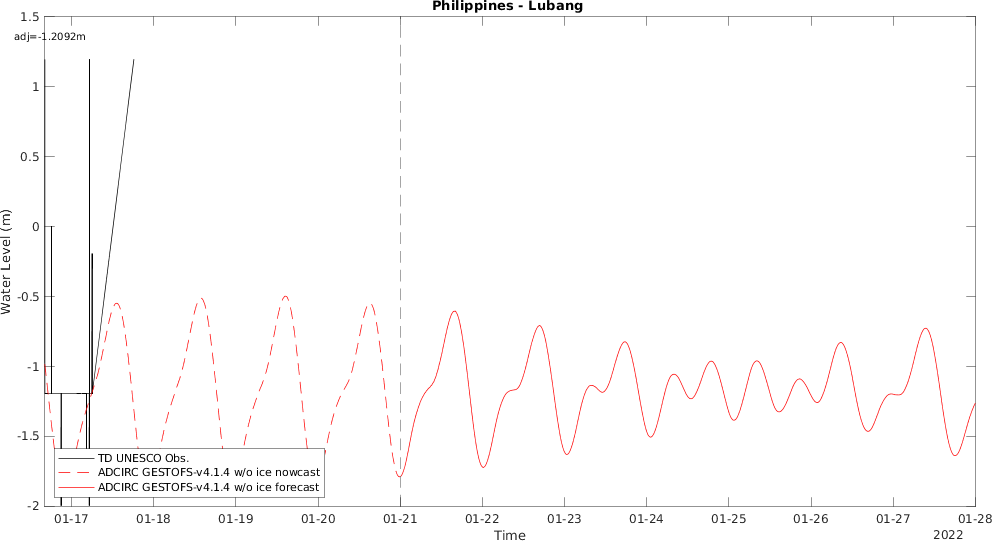 Philippines - Lubang
adj=-1.2092m
1.5
1
0.5
0
-0.5
-1
-1.5
-2
Water Level (m)
TD UNESCO Obs.
ADCIRC GESTOFS-v4.1.4 w/o ice nowcast
ADCIRC GESTOFS-v4.1.4 w/o ice forecast
01-17 01-18 01-19 01-20 01-21 01-22 01-23 01-24 01-25 01-26 01-27 01-28
Time
2022